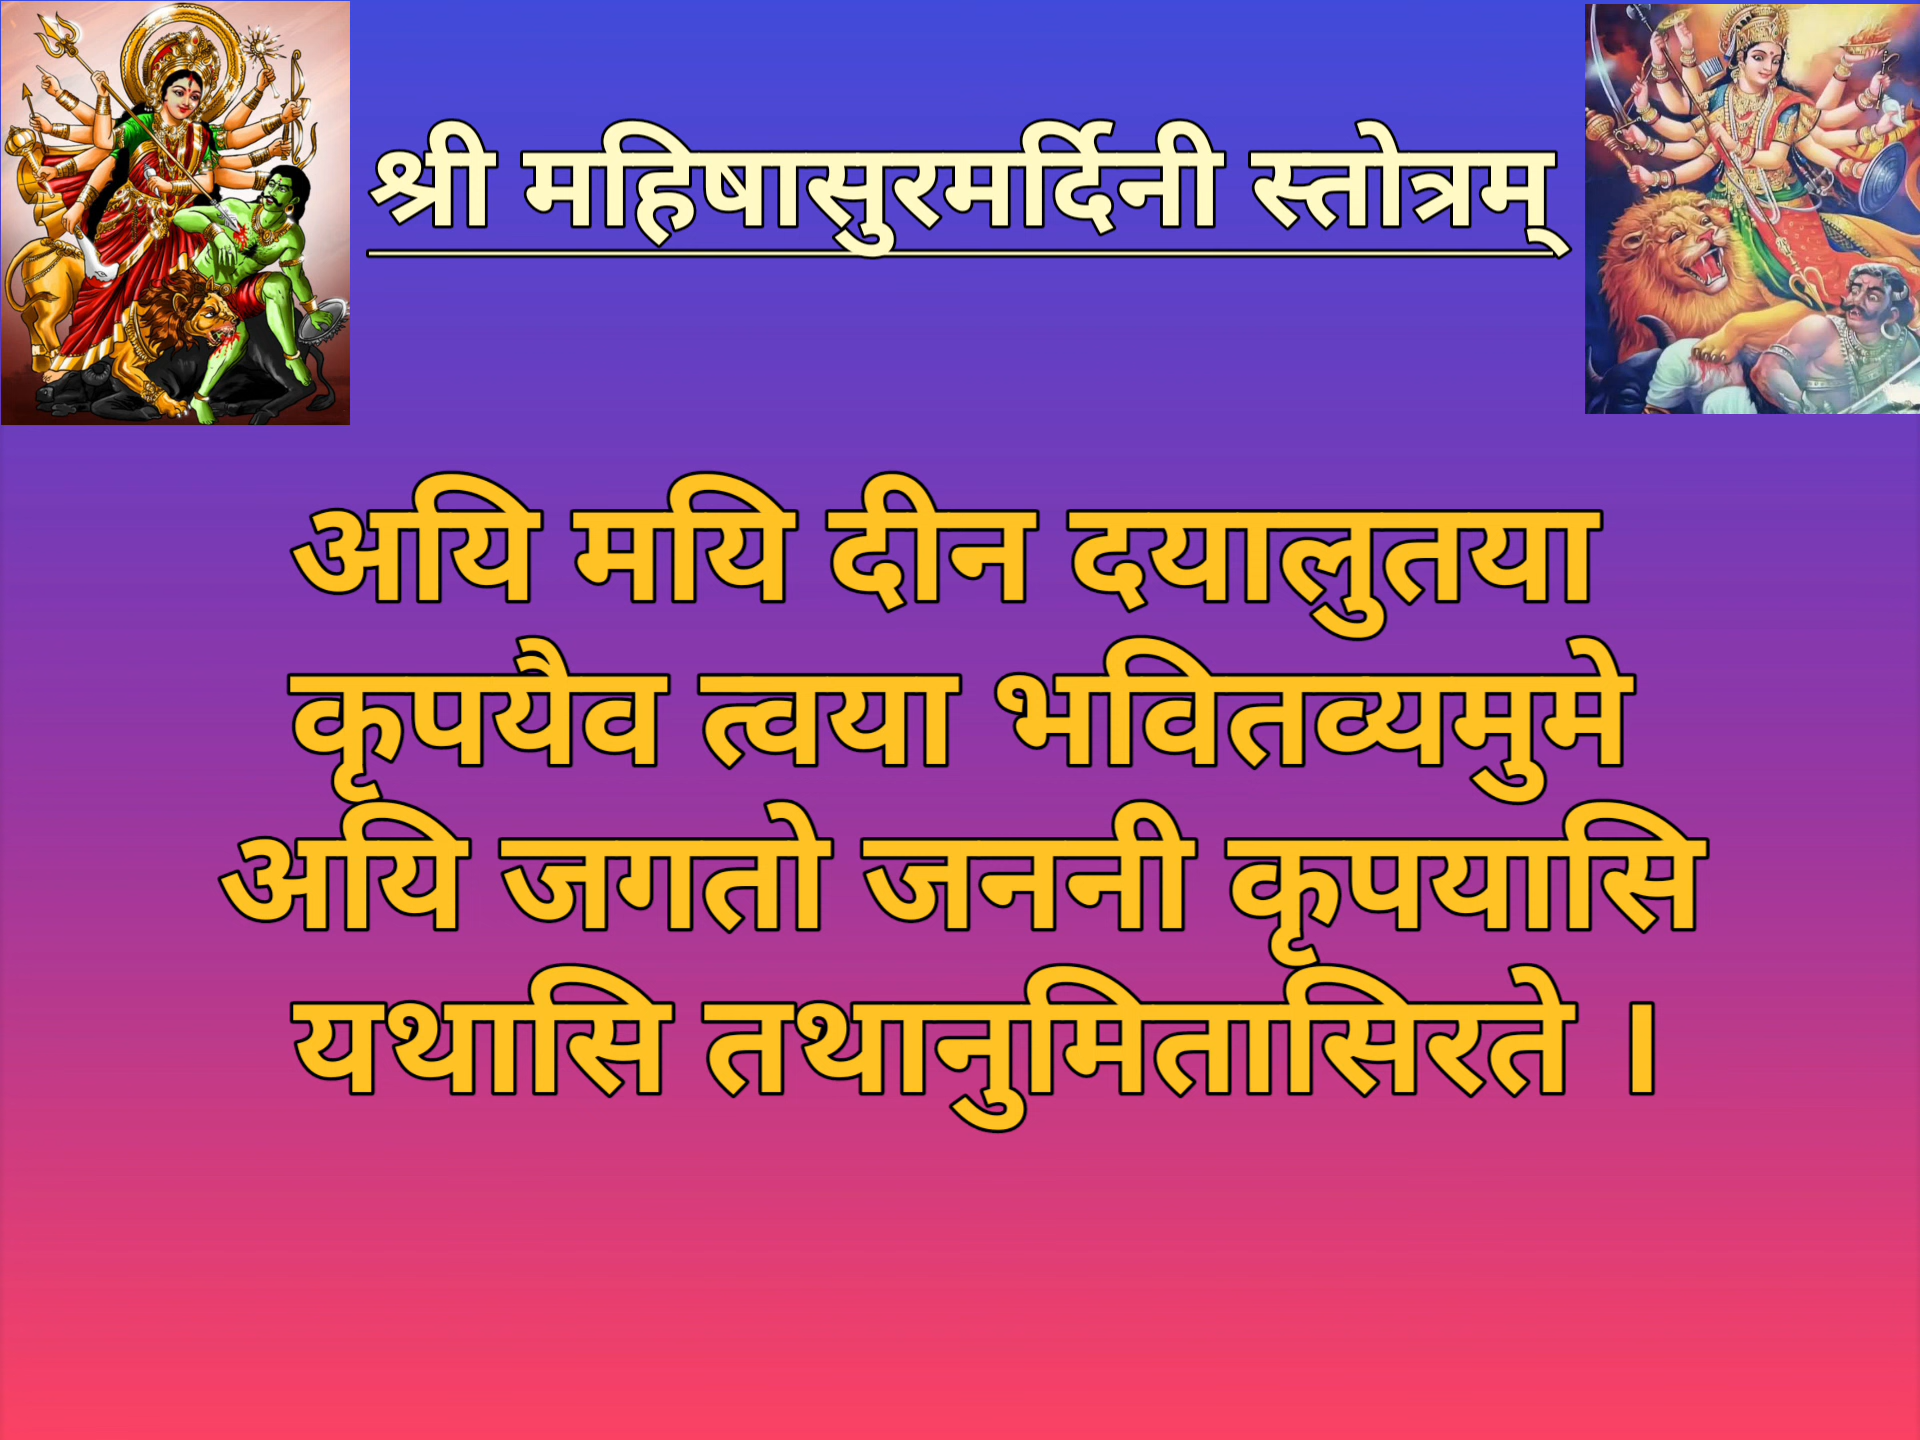 श्री महिषासुरमर्दिनी स्तोत्रम्
अयि मयि दीन दयालुतया
कृपयैव त्वया भवितव्यमुमे
अयि जगतो जननी कृपयासि
यथासि तथानुमितासिरते ।